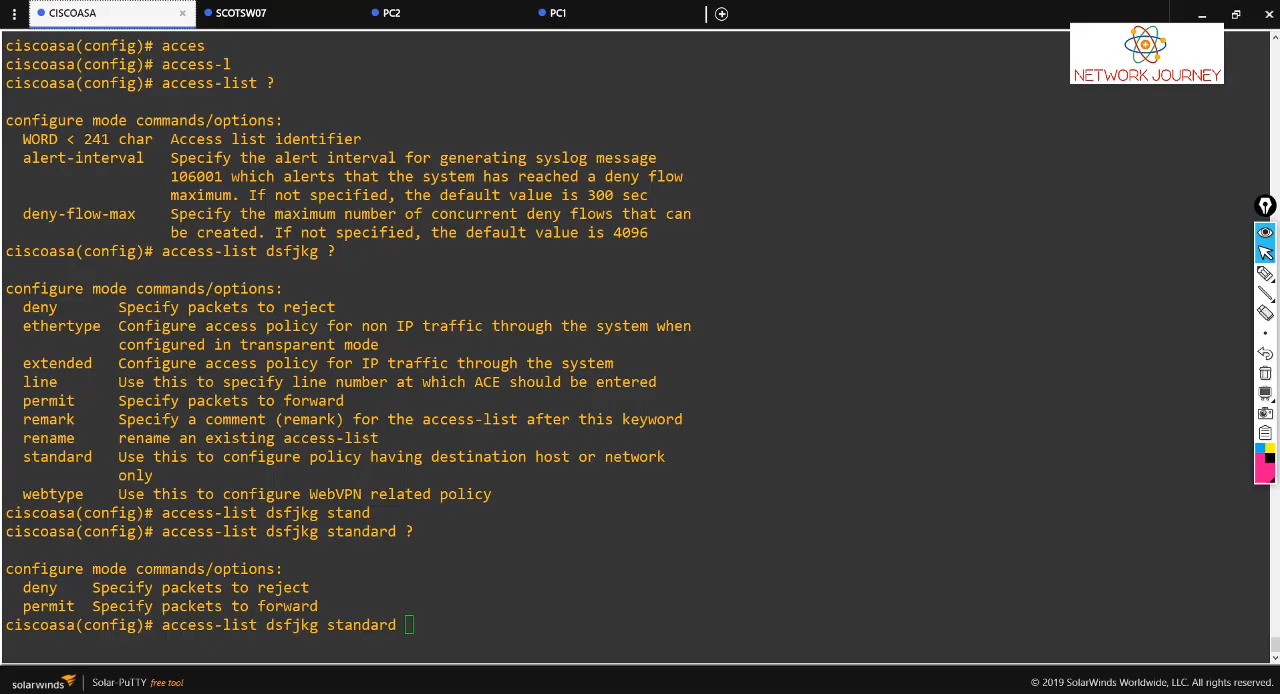 CISCOASA × SCOTSW07 PC2 PC1
ciscoasa(config)# acces
ciscoasa(config)# access-l
ciscoasa(config)# access-list ?
NETWORK JOURNEY
configure mode commands/options:
WORD < 241 char Access list identifier
alert-interval Specify the alert interval for generating syslog message
106001 which alerts that the system has reached a deny flow
maximum. If not specified, the default value is 300 sec
deny-flow-max Specify the maximum number of concurrent deny flows that can
be created. If not specified, the default value is 4096
ciscoasa(config)# access-list dsfjkg ?
configure mode commands/options:
deny Specify packets to reject
ethertype Configure access policy for non IP traffic through the system when
configured in transparent mode
extended Configure access policy for IP traffic through the system
line Use this to specify line number at which ACE should be entered
permit Specify packets to forward
remark Specify a comment (remark) for the access-list after this keyword
rename rename an existing access-list
standard Use this to configure policy having destination host or network
only
webtype Use this to configure WebVPN related policy
ciscoasa(config)# access-list dsfjkg stand
ciscoasa(config)# access-list dsfjkg standard ?
configure mode commands/options:
deny Specify packets to reject
permit Specify packets to forward
ciscoasa(config)# access-list dsfjkg standard
solarwinds Solar-PuTTY free tool © 2019 SolarWinds Worldwide, LLC. All rights reserved.